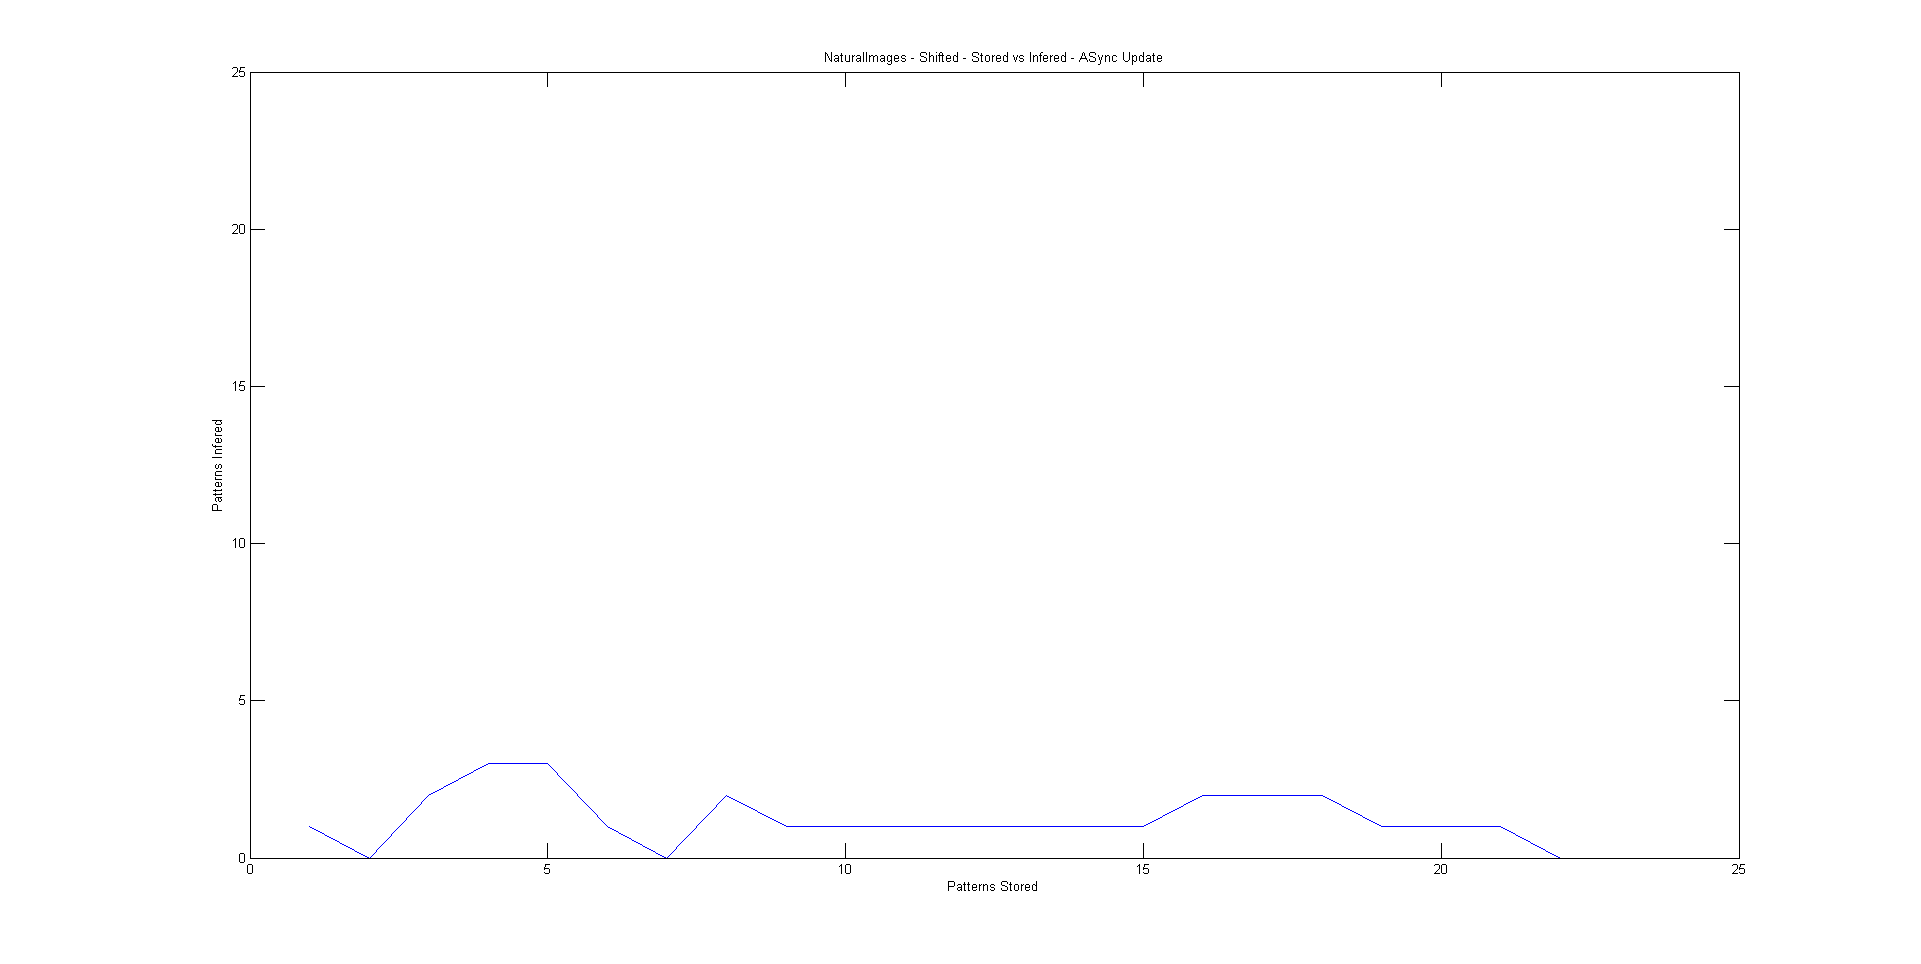 NaturalImages - Shifted - Stored vs Infered - ASync Update
25
20
15
10
5
0
Patterns Infered
0 5 10 15 20 25
Patterns Stored